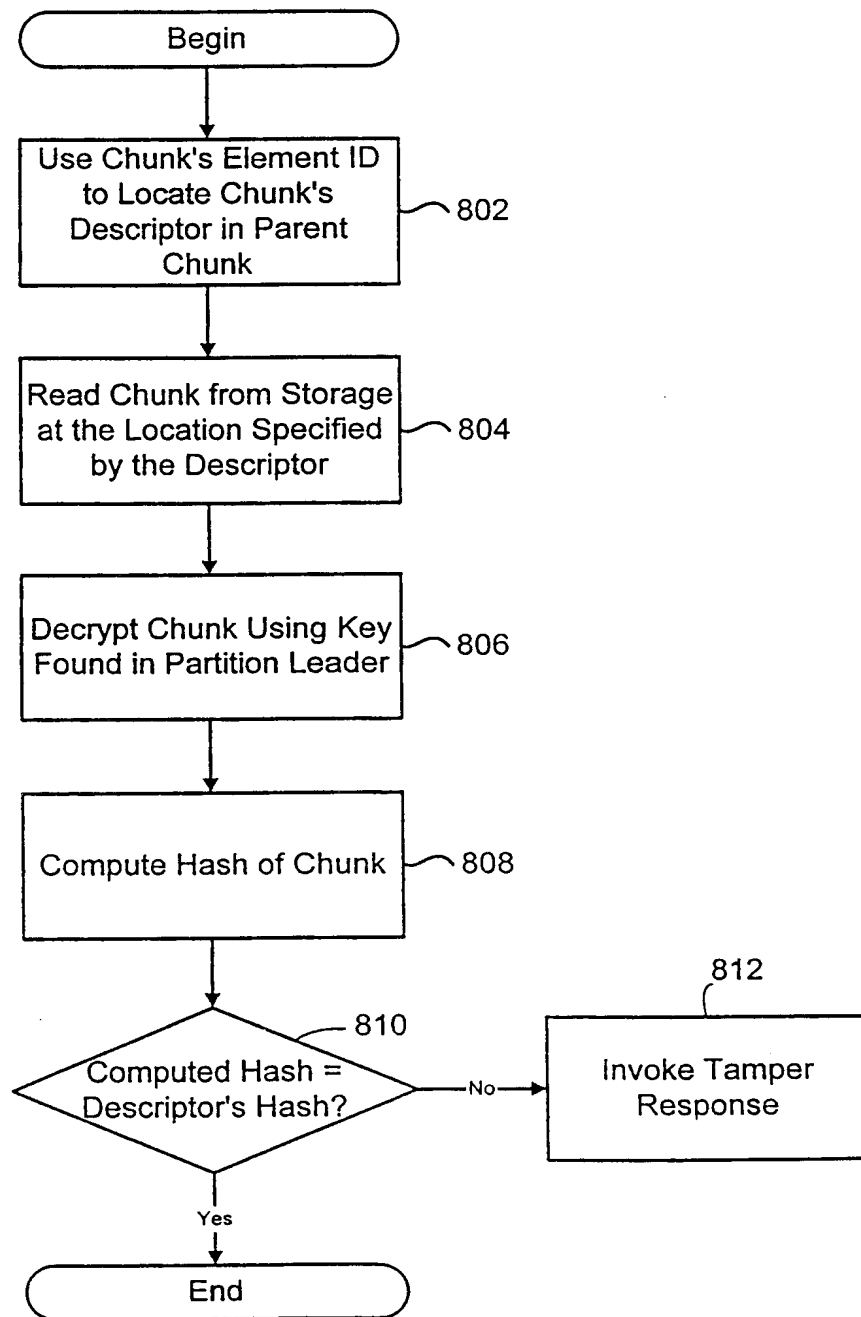 Begin
Use Chunk's Element ID
to Locate Chunk's
Descriptor in Parent
Chunk
802
Read Chunk from Storage
at the Location Specified
by the Descriptor
804
Decrypt Chunk Using Key
Found in Partition Leader
806
Compute Hash of Chunk
808
810
Computed Hash =
Descriptor's Hash?
No
812
Invoke Tamper
Response
Yes
End